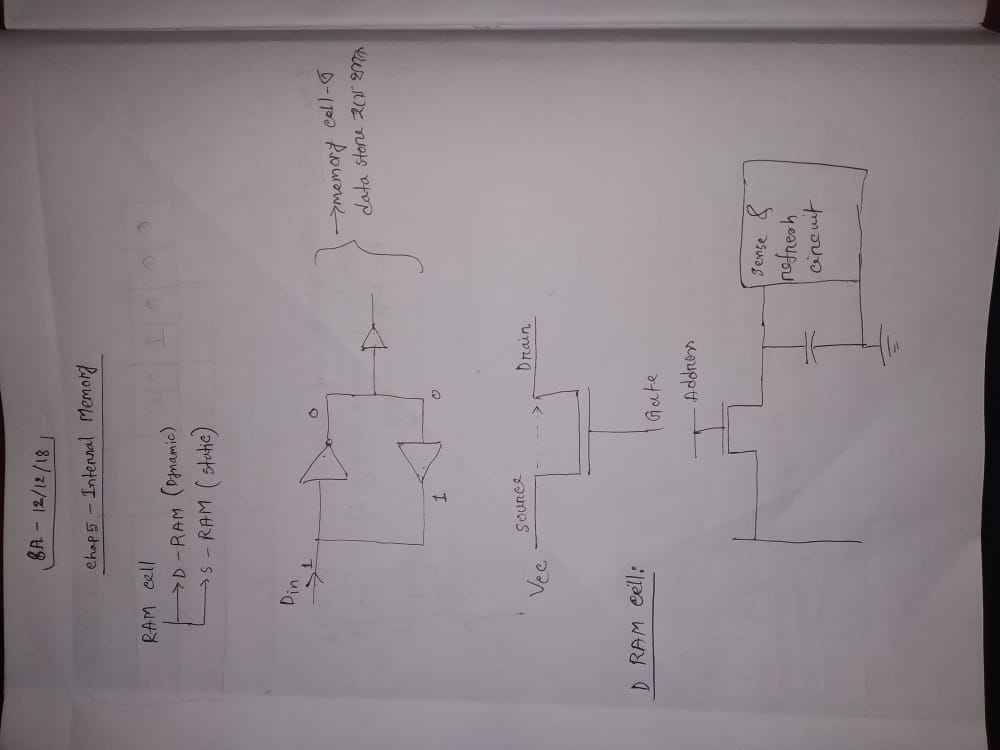 8A - 12/12/18
chap 5 - Internal Memory
RAM cell
→ D - RAM (Dynamic)
→ S - RAM (static)
Din 1
0
1
0
→ memory cell - এ
data store হয়ে থাকে
Vcc source Drain
Gate
D RAM cell:
Address
sense &
refresh
circuit